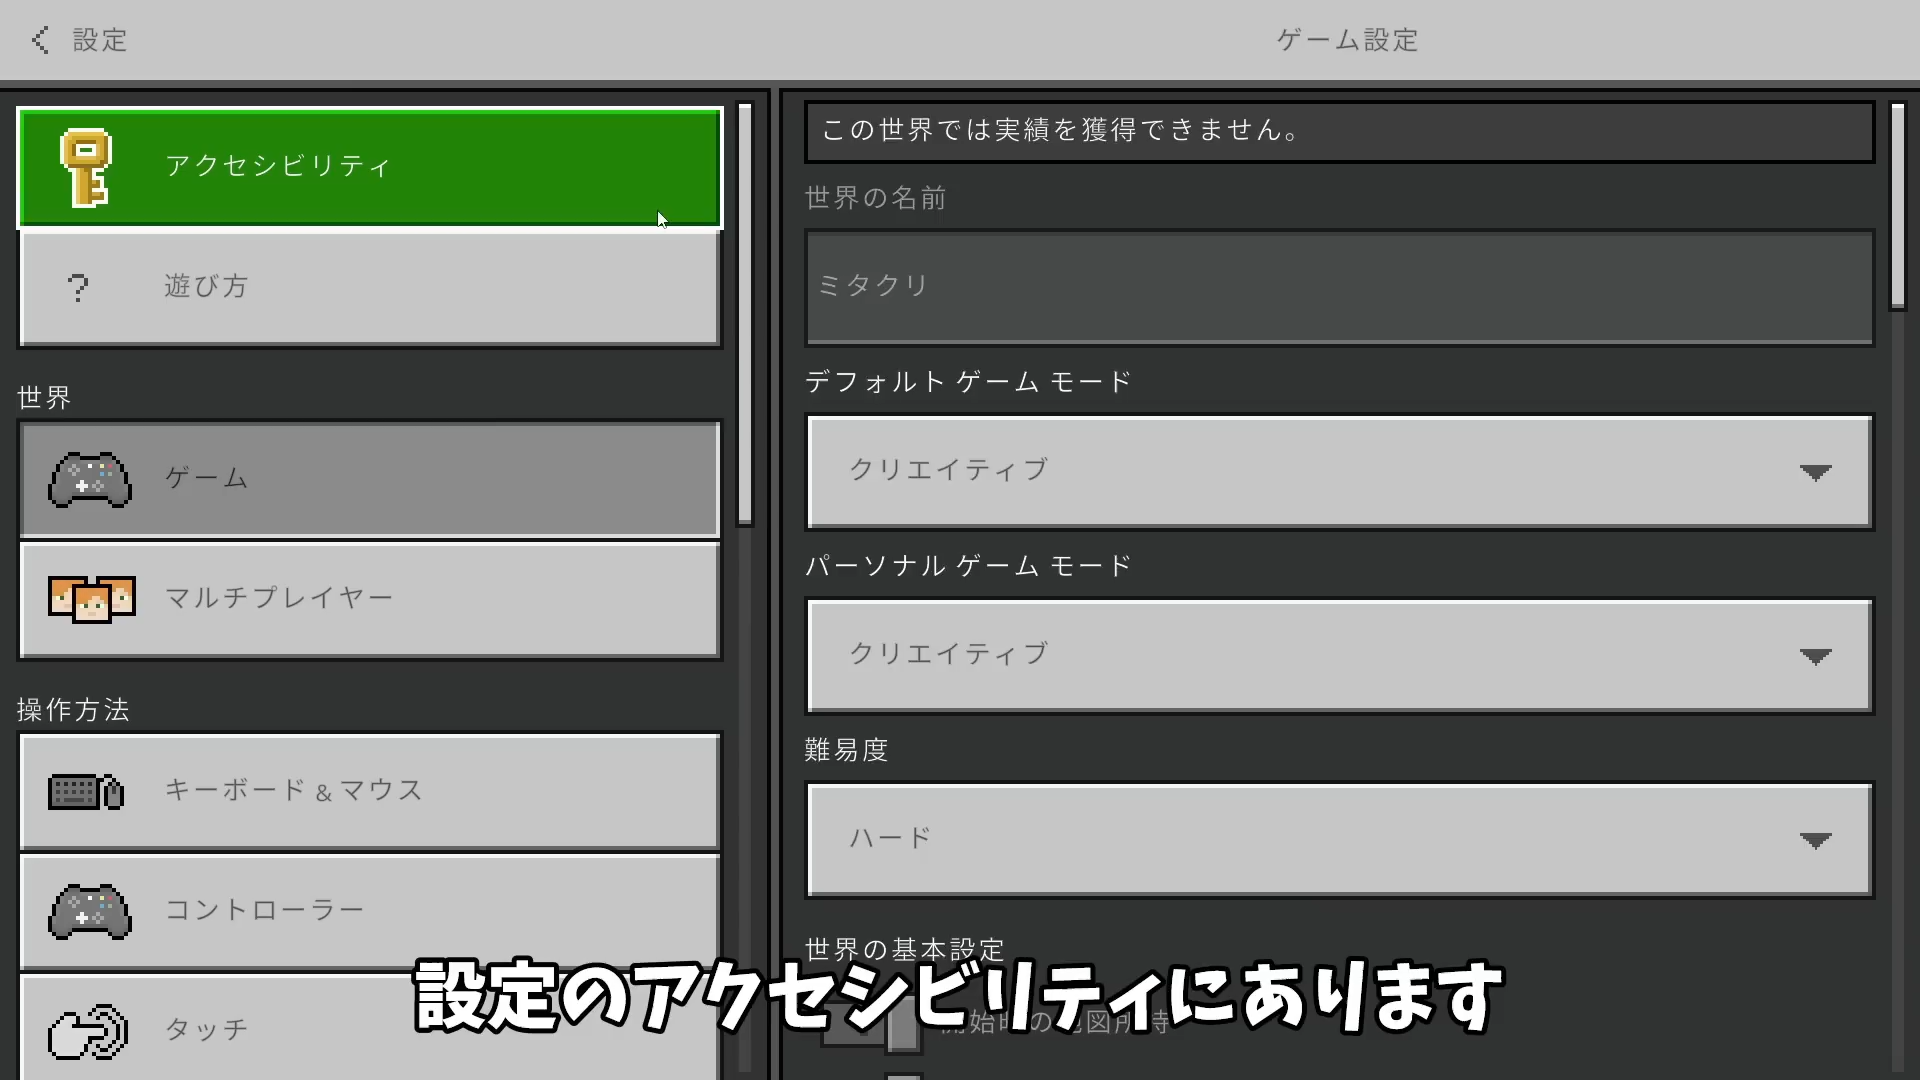 設定
ゲーム設定
アクセシビリティ
遊び方
世界
ゲーム
マルチプレイヤー
操作方法
キーボード & マウス
コントローラー
タッチ
この世界では実績を獲得できません。
世界の名前
ミタクリ
デフォルト ゲーム モード
クリエイティブ
パーソナル ゲーム モード
クリエイティブ
難易度
ハード
世界の基本設定
設定のアクセシビリティにあります